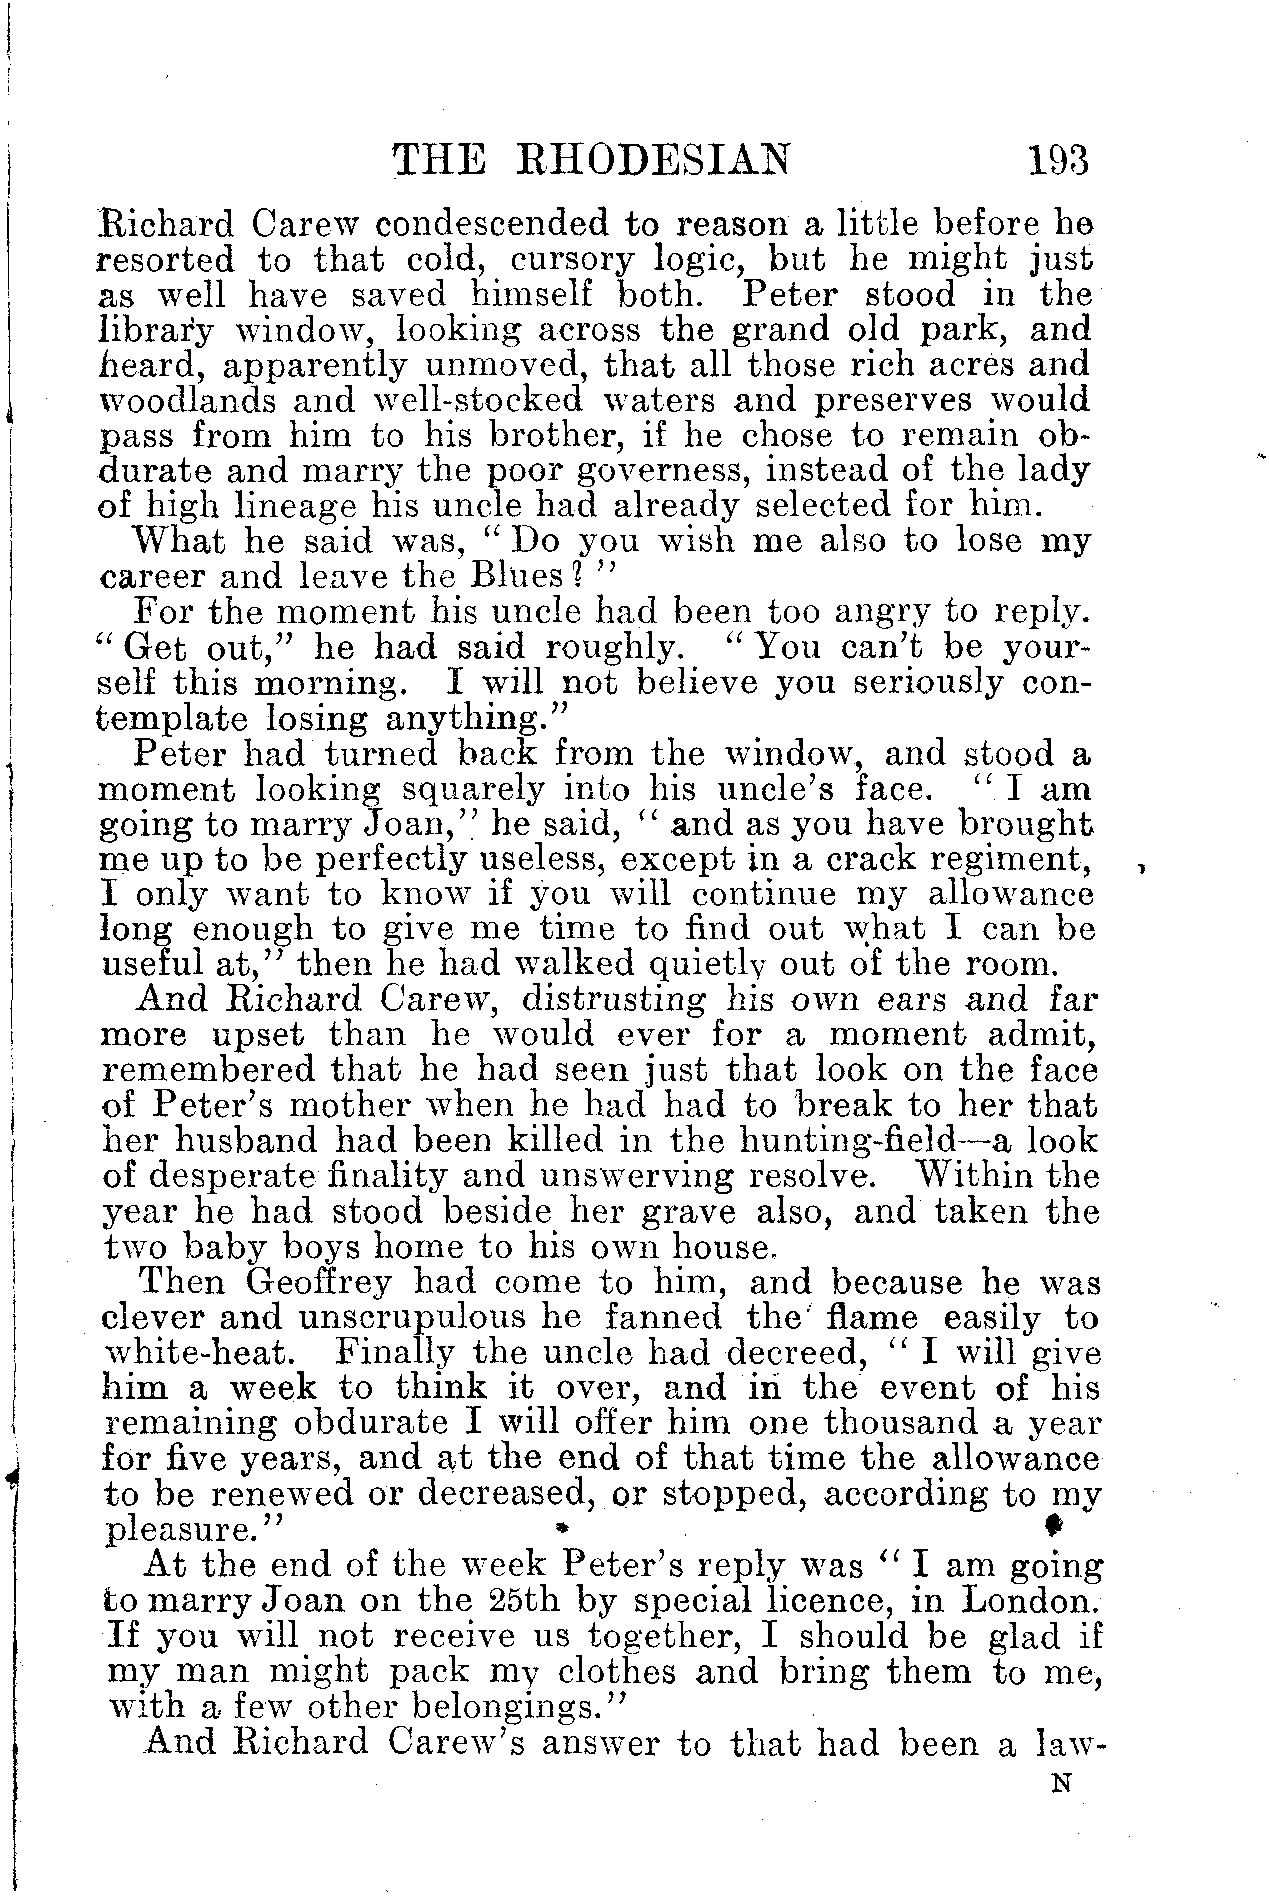 THE RHODESIAN 193
Richard Carew condescended to reason a little before he
resorted to that cold, cursory logic, but he might just
as well have saved himself both. Peter stood in the
library window, looking across the grand old park, and
heard, apparently unmoved, that all those rich acres and
woodlands and well-stocked waters and preserves would
pass from him to his brother, if he chose to remain ob-
durate and marry the poor governess, instead of the lady
of high lineage his uncle had already selected for him.
What he said was, " Do you wish me also to lose my
career and leave the Blues? "
For the moment his uncle had been too angry to reply.
" Get out," he had said roughly. " You can't be your-
self this morning. I will not believe you seriously con-
template losing anything."
Peter had turned back from the window, and stood a
moment looking squarely into his uncle's face. " I am
going to marry Joan," he said, " and as you have brought
me up to be perfectly useless, except in a crack regiment,
I only want to know if you will continue my allowance
long enough to give me time to find out what I can be
useful at," then he had walked quietly out of the room.
And Richard Carew, distrusting his own ears and far
more upset than he would ever for a moment admit,
remembered that he had seen just that look on the face
of Peter's mother when he had had to break to her that
her husband had been killed in the hunting-field—a look
of desperate finality and unswerving resolve. Within the
year he had stood beside her grave also, and taken the
two baby boys home to his own house.
Then Geoffrey had come to him, and because he was
clever and unscrupulous he fanned the flame easily to
white-heat. Finally the uncle had decreed, " I will give
him a week to think it over, and in the event of his
remaining obdurate I will offer him one thousand a year
for five years, and at the end of that time the allowance
to be renewed or decreased, or stopped, according to my
pleasure."
At the end of the week Peter's reply was " I am going
to marry Joan on the 25th by special licence, in London.
If you will not receive us together, I should be glad if
my man might pack my clothes and bring them to me,
with a few other belongings."
And Richard Carew's answer to that had been a law-
N